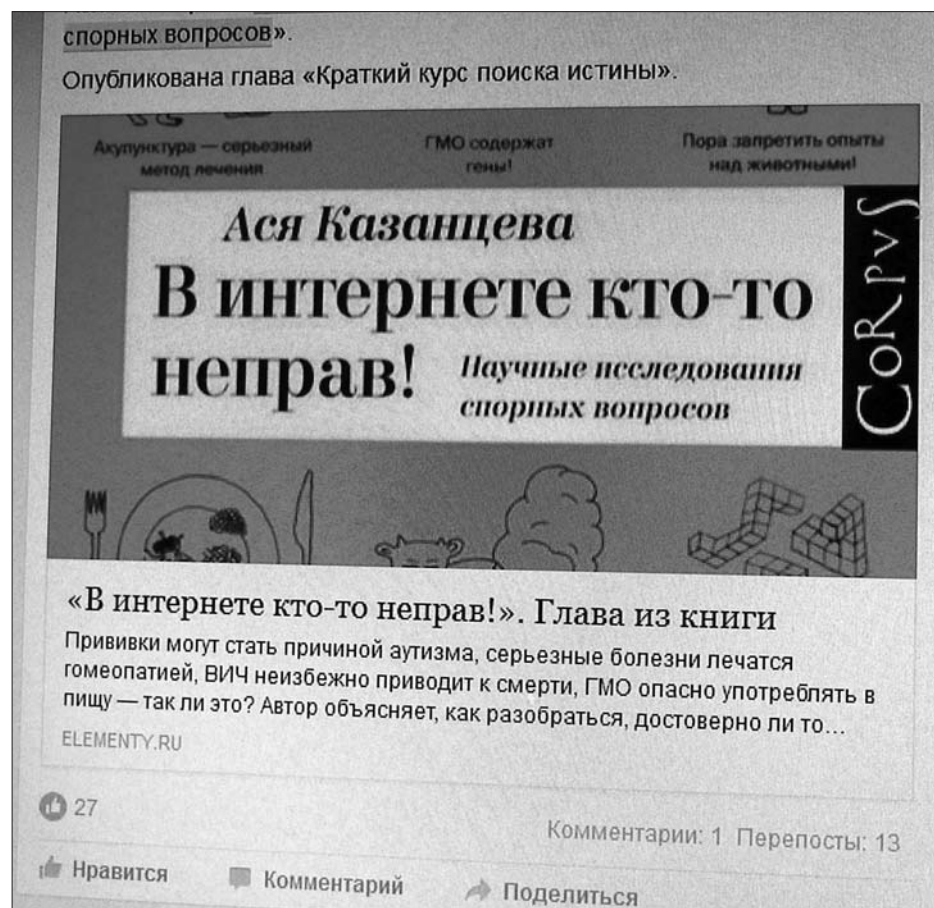 спорных вопросов».
Опубликована глава «Краткий курс поиска истины».
Акупунктура — серьезный
метод лечения
ГМО содержат
гены!
Пора запретить опыты
над животными!
Ася Казанцева
В интернете кто-то
неправ!
Научные исследования
спорных вопросов
CoRPVS
«В интернете кто-то неправ!». Глава из книги
Прививки могут стать причиной аутизма, серьезные болезни лечатся
гомеопатией, ВИЧ неизбежно приводит к смерти, ГМО опасно употреблять в
пищу — так ли это? Автор объясняет, как разобраться, достоверно ли то...
ELEMENTY.RU
27
Комментарии: 1 Перепосты: 13
Нравится Комментарий Поделиться